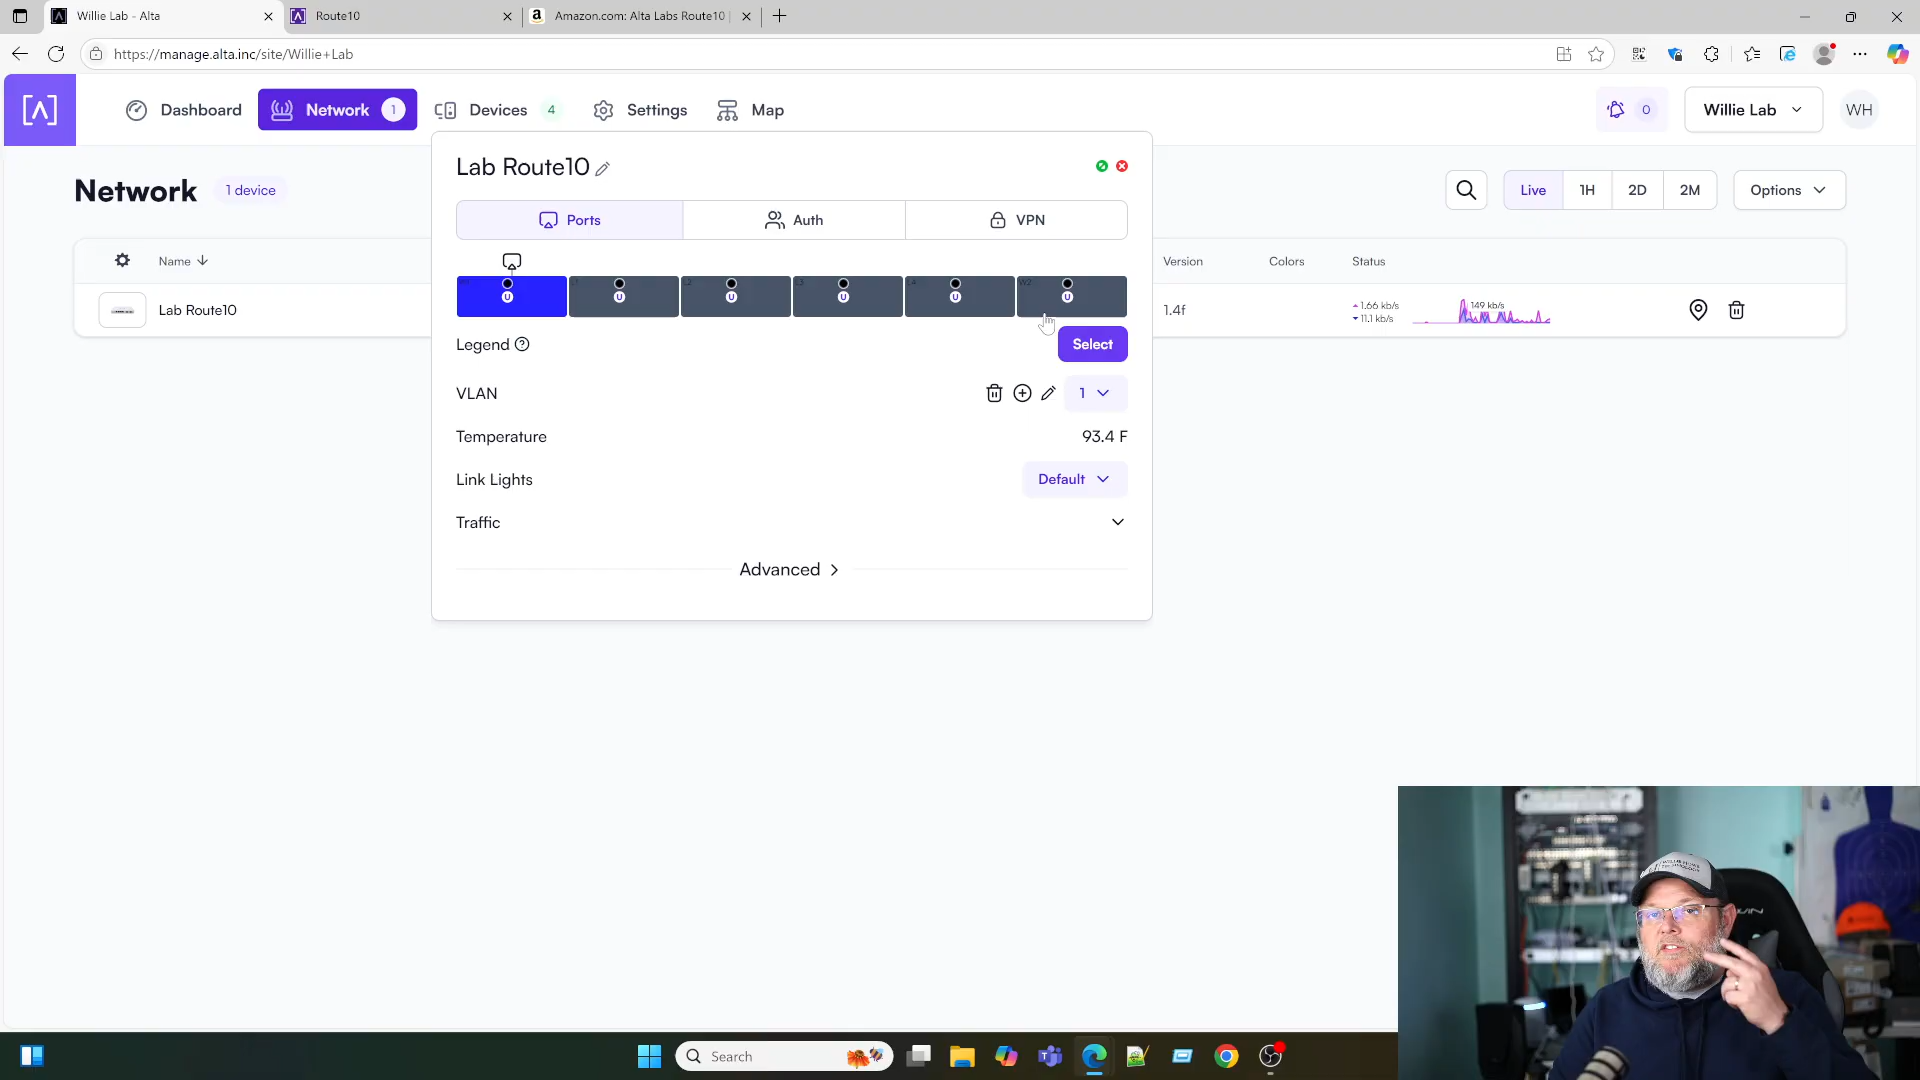 Willie Lab - Alta
Route10
Amazon.com: Alta Labs Route10
https://manage.alta.inc/site/Willie+Lab
Dashboard
Network 1
Devices 4
Settings
Map
0
Willie Lab
WH
Network
1 device
Live
1H
2D
2M
Options
Lab Route10
Ports
Auth
VPN
Name
Version
Colors
Status
Lab Route10
1.4f
1.66 kb/s
11.1 kb/s
149 kb/s
U
U
U
U
U
U
Legend
Select
VLAN
1
Temperature
93.4 F
Link Lights
Default
Traffic
Advanced
Search